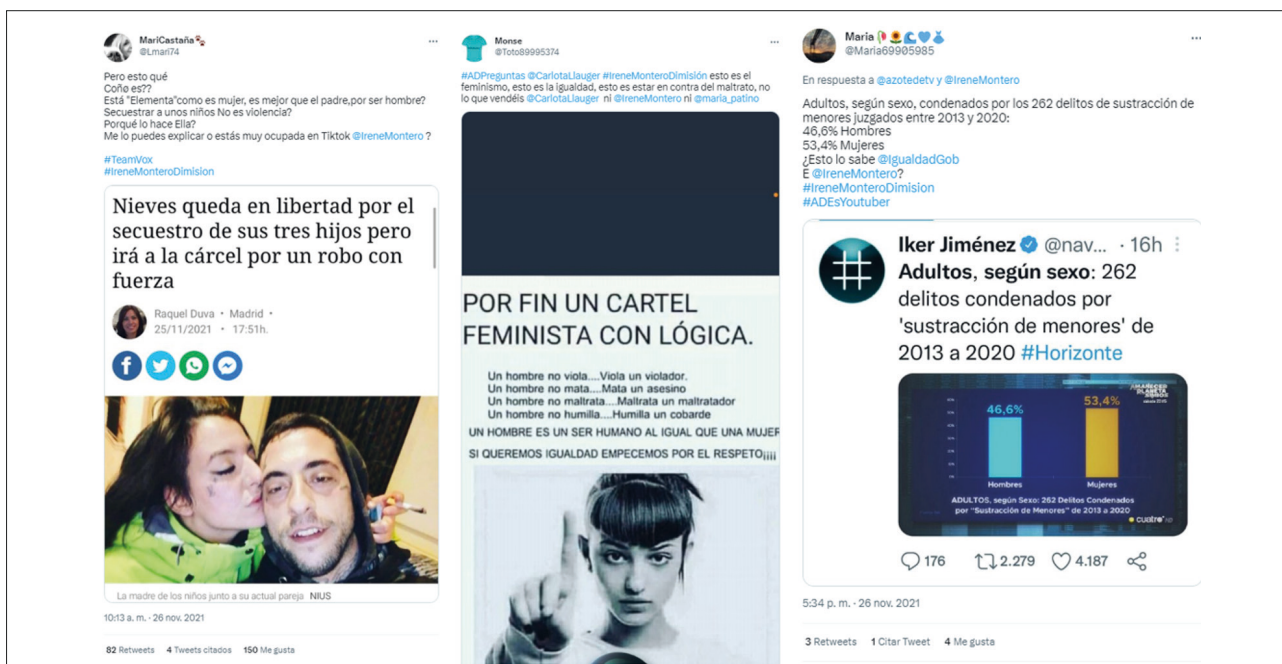 MariCastaña
@Lmari74
Pero esto qué
Coño es??
Está "Elementa"como es mujer, es mejor que el padre,por ser hombre?
Secuestrar a unos niños No es violencia?
Porqué lo hace Ella?
Me lo puedes explicar o estás muy ocupada en Tiktok @IreneMontero ?
#TeamVox
#IreneMonteroDimision
Nieves queda en libertad por el
secuestro de sus tres hijos pero
irá a la cárcel por un robo con
fuerza
Raquel Duva • Madrid •
25/11/2021 • 17:51h.
La madre de los niños junto a su actual pareja NIUS
10:13 a. m. · 26 nov. 2021
82 Retweets 4 Tweets citados 150 Me gusta
Monse
@Toto89995374
#ADPreguntas @CarlotaLlauger #IreneMonteroDimisión esto es el
feminismo, esto es la igualdad, esto es estar en contra del maltrato, no
lo que vendéis @CarlotaLlauger ni @IreneMontero ni @maria_patino
POR FIN UN CARTEL
FEMINISTA CON LÓGICA.
Un hombre no viola....Viola un violador.
Un hombre no mata....Mata un asesino
Un hombre no maltrata....Maltrata un maltratador
Un hombre no humilla....Humilla un cobarde
UN HOMBRE ES UN SER HUMANO AL IGUAL QUE UNA MUJER
SI QUEREMOS IGUALDAD EMPECEMOS POR EL RESPETO¡¡¡¡
Maria
@Maria69905985
En respuesta a @azotedetv y @IreneMontero
Adultos, según sexo, condenados por los 262 delitos de sustracción de
menores juzgados entre 2013 y 2020:
46,6% Hombres
53,4% Mujeres
¿Esto lo sabe @IgualdadGob
E @IreneMontero?
#IreneMonteroDimision
#ADEsYoutuber
Iker Jiménez @nav... · 16h
Adultos, según sexo: 262
delitos condenados por
'sustracción de menores' de
2013 a 2020 #Horizonte
46,6%
53,4%
Hombres
Mujeres
ADULTOS, según Sexo: 262 Delitos Condenados
por "Sustracción de Menores" de 2013 a 2020
cuatro
176 2.279 4.187
5:34 p. m. · 26 nov. 2021
3 Retweets 1 Citar Tweet 4 Me gusta